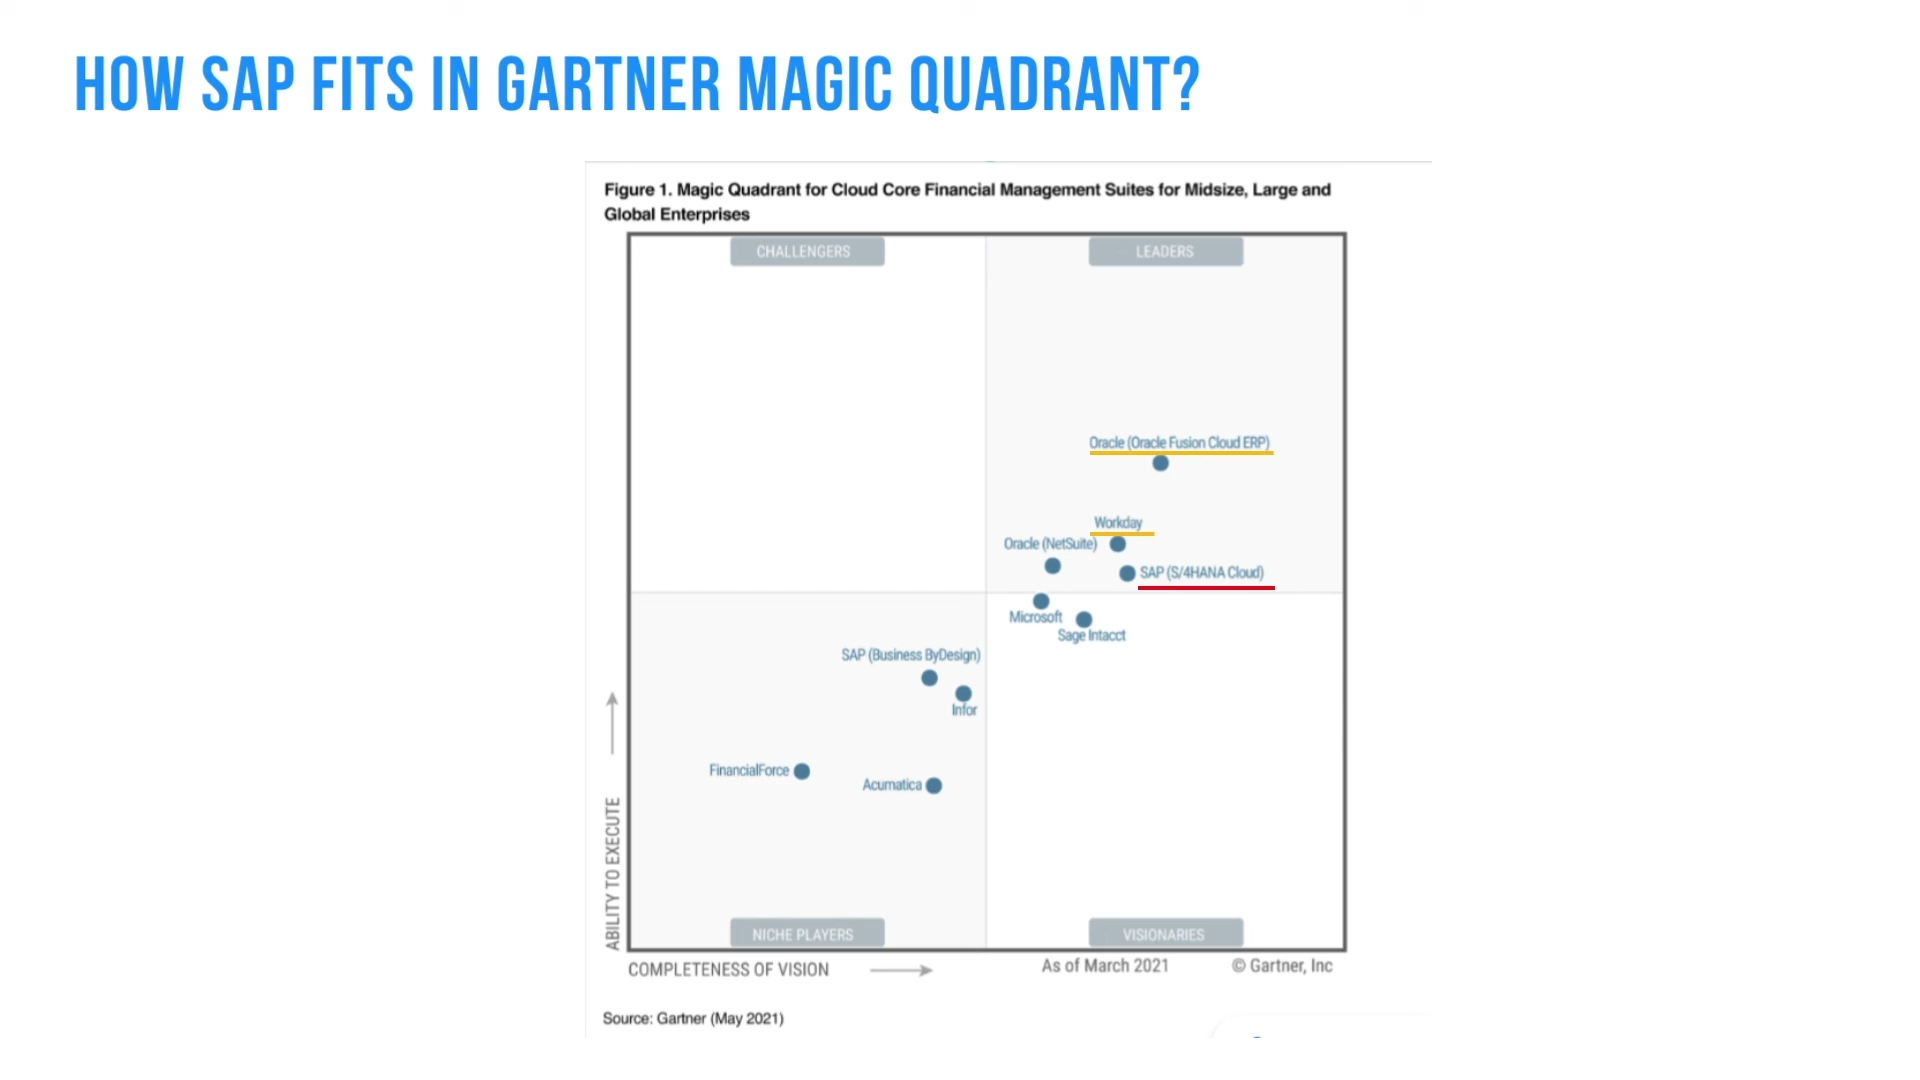 HOW SAP FITS IN GARTNER MAGIC QUADRANT?
Figure 1. Magic Quadrant for Cloud Core Financial Management Suites for Midsize, Large and
Global Enterprises
CHALLENGERS
LEADERS
Oracle (Oracle Fusion Cloud ERP)
Workday
Oracle (NetSuite)
SAP (S/4HANA Cloud)
Microsoft
Sage Intacct
SAP (Business ByDesign)
Infor
FinancialForce
Acumatica
ABILITY TO EXECUTE
NICHE PLAYERS
VISIONARIES
COMPLETENESS OF VISION
As of March 2021
© Gartner, Inc
Source: Gartner (May 2021)